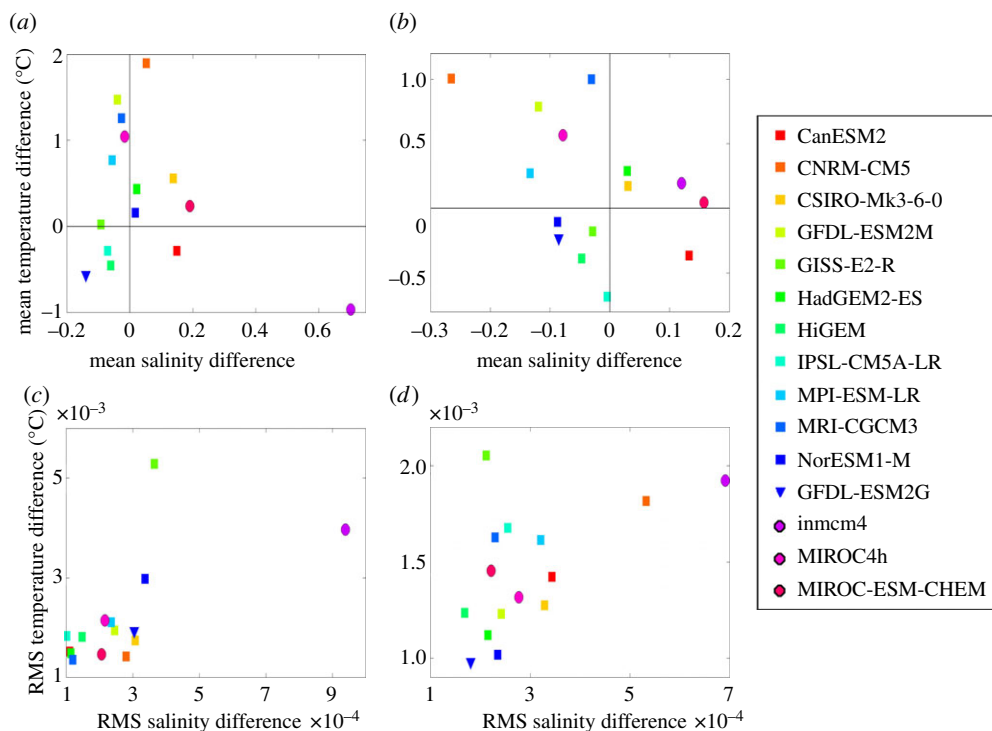 (a)
(b)
mean temperature difference (°C)
2
1
0
−1
−0.2
0
0.2
0.4
0.6
mean salinity difference
1.0
0.5
0
−0.5
−0.3
−0.2
−0.1
0
0.1
0.2
mean salinity difference
(c)
(d)
×10−3
×10−3
RMS temperature difference (°C)
5
3
1
1
3
5
7
9
RMS salinity difference ×10−4
2.0
1.5
1.0
1
3
5
7
RMS salinity difference ×10−4
CanESM2
CNRM-CM5
CSIRO-Mk3-6-0
GFDL-ESM2M
GISS-E2-R
HadGEM2-ES
HiGEM
IPSL-CM5A-LR
MPI-ESM-LR
MRI-CGCM3
NorESM1-M
GFDL-ESM2G
inmcm4
MIROC4h
MIROC-ESM-CHEM